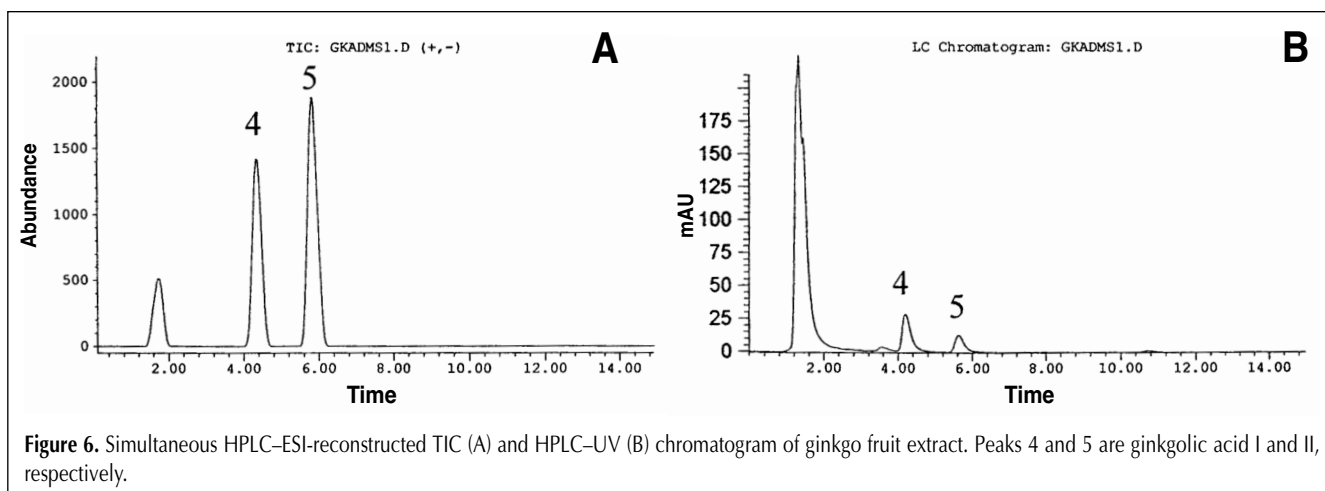 TIC: GKADMS1.D (+,-)
A
Abundance
2000
1500
1000
500
0
4
5
2.00 4.00 6.00 8.00 10.00 12.00 14.00
Time
LC Chromatogram: GKADMS1.D
B
mAU
175
150
125
100
75
50
25
0
4
5
2.00 4.00 6.00 8.00 10.00 12.00 14.00
Time
Figure 6. Simultaneous HPLC–ESI-reconstructed TIC (A) and HPLC–UV (B) chromatogram of ginkgo fruit extract. Peaks 4 and 5 are ginkgolic acid I and II,
respectively.